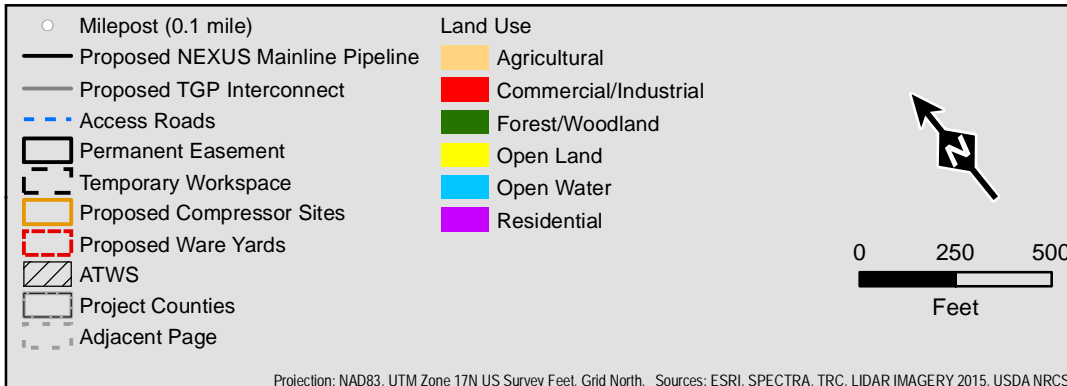 Milepost (0.1 mile)
Proposed NEXUS Mainline Pipeline
Proposed TGP Interconnect
Access Roads
Permanent Easement
Temporary Workspace
Proposed Compressor Sites
Proposed Ware Yards
ATWS
Project Counties
Adjacent Page
Land Use
Agricultural
Commercial/Industrial
Forest/Woodland
Open Land
Open Water
Residential
N
0 250 500
Feet
Projection: NAD83, UTM Zone 17N US Survey Feet, Grid North. Sources: ESRI, SPECTRA, TRC, LIDAR IMAGERY 2015, USDA NRCS